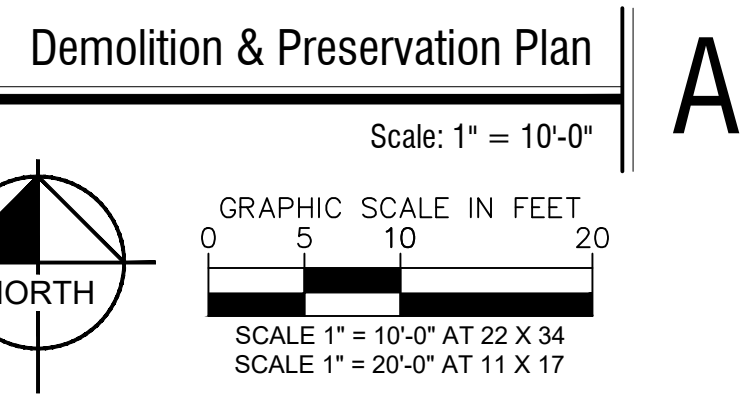 Demolition & Preservation Plan
A
Scale: 1" = 10'-0"
GRAPHIC SCALE IN FEET
0 5 10 20
NORTH
SCALE 1" = 10'-0" AT 22 X 34
SCALE 1" = 20'-0" AT 11 X 17